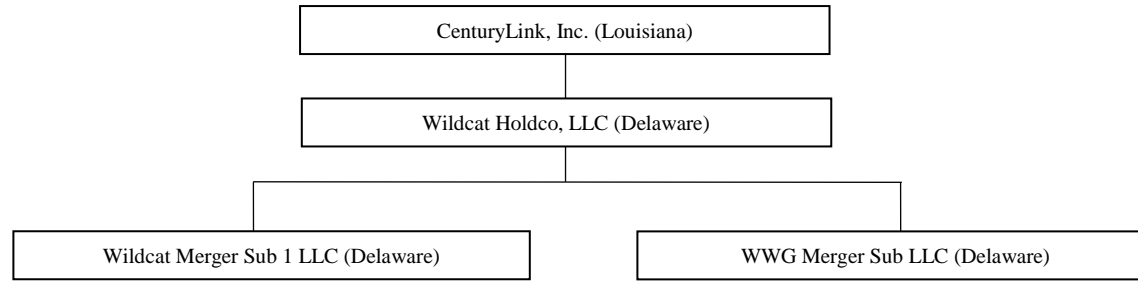 CenturyLink, Inc. (Louisiana)
Wildcat Holdco, LLC (Delaware)
Wildcat Merger Sub 1 LLC (Delaware)
WWG Merger Sub LLC (Delaware)